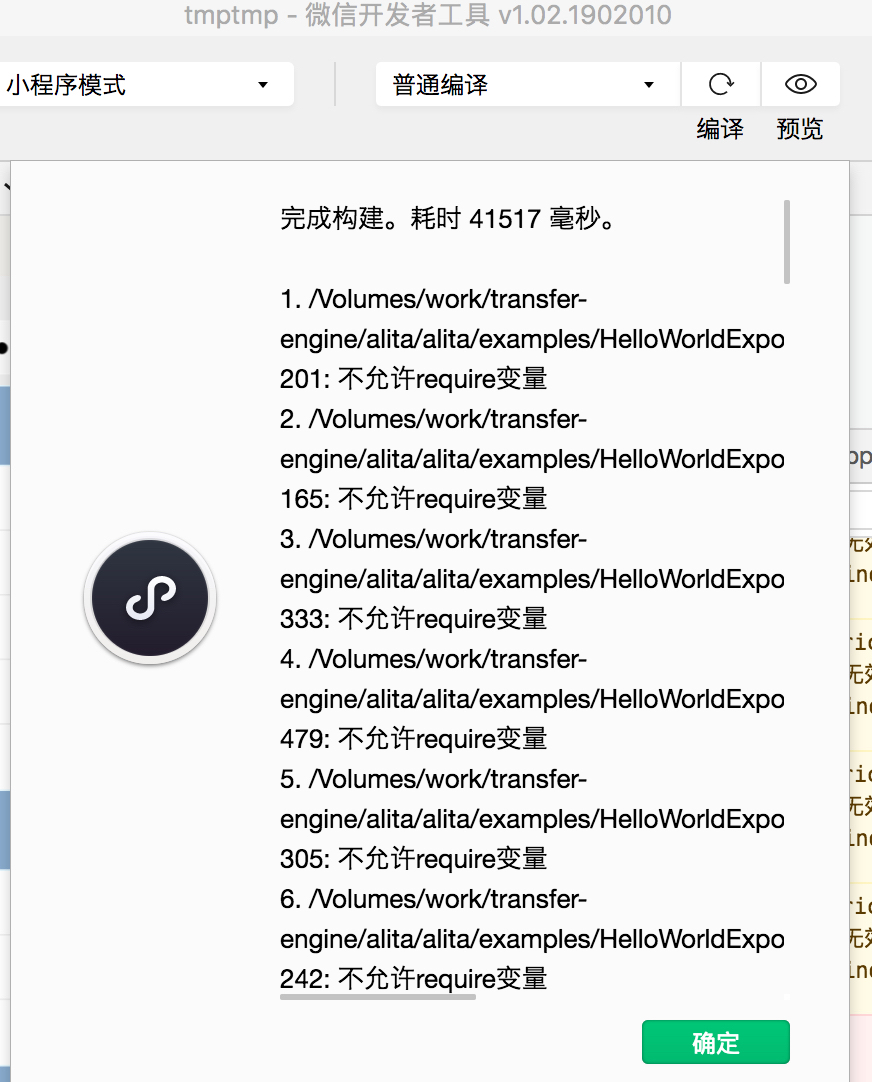 tmptmp - 微信开发者工具 v1.02.1902010
小程序模式
普通编译
编译
预览
完成构建。耗时 41517 毫秒。
1. /Volumes/work/transfer-
engine/alita/alita/examples/HelloWorldExpo
201: 不允许require变量
2. /Volumes/work/transfer-
engine/alita/alita/examples/HelloWorldExpo
165: 不允许require变量
3. /Volumes/work/transfer-
engine/alita/alita/examples/HelloWorldExpo
333: 不允许require变量
4. /Volumes/work/transfer-
engine/alita/alita/examples/HelloWorldExpo
479: 不允许require变量
5. /Volumes/work/transfer-
engine/alita/alita/examples/HelloWorldExpo
305: 不允许require变量
6. /Volumes/work/transfer-
engine/alita/alita/examples/HelloWorldExpo
242: 不允许require变量
确定